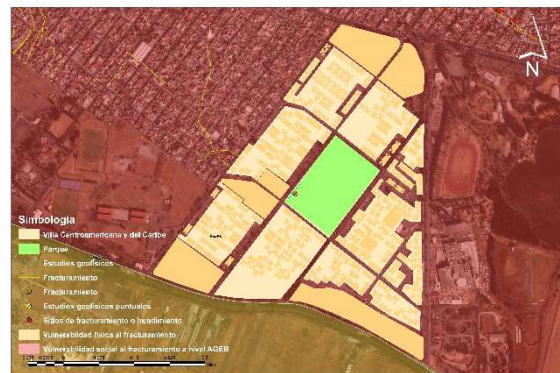 N
Simbología
Villa Centroamericana y del Caribe
Parque
Estudios geofísicos
Fracturamiento
Fracturamiento
Estudios geofísicos puntuales
Sitios de fracturamiento o hundimiento
Vulnerabilidad física al fracturamiento
Vulnerabilidad social al fracturamiento a nivel AGEB